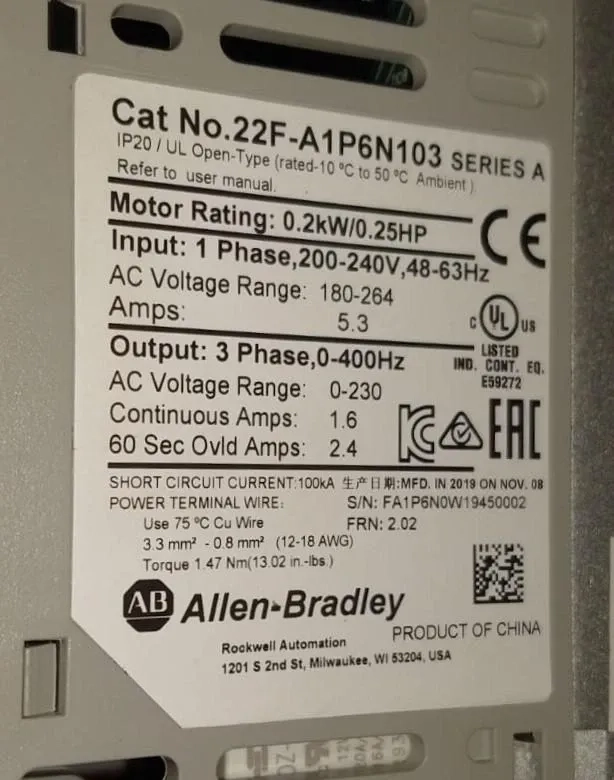 Cat No.22F-A1P6N103 SERIES A
IP20 / UL Open-Type (rated-10 °C to 50 °C Ambient )
Refer to user manual.
Motor Rating: 0.2kW/0.25HP
CE
Input: 1 Phase,200-240V,48-63Hz
AC Voltage Range: 180-264
Amps: 5.3
C UL US
LISTED
IND. CONT. EQ.
E59272
Output: 3 Phase,0-400Hz
AC Voltage Range: 0-230
Continuous Amps: 1.6
60 Sec Ovld Amps: 2.4
KC
EAC
SHORT CIRCUIT CURRENT:100kA 生产日期:MFD. IN 2019 ON NOV. 08
POWER TERMINAL WIRE: S/N: FA1P6N0W19450002
Use 75 °C Cu Wire FRN: 2.02
3.3 mm² - 0.8 mm² (12-18 AWG)
Torque 1.47 Nm(13.02 in.-lbs.)
AB Allen-Bradley
PRODUCT OF CHINA
Rockwell Automation
1201 S 2nd St, Milwaukee, WI 53204, USA